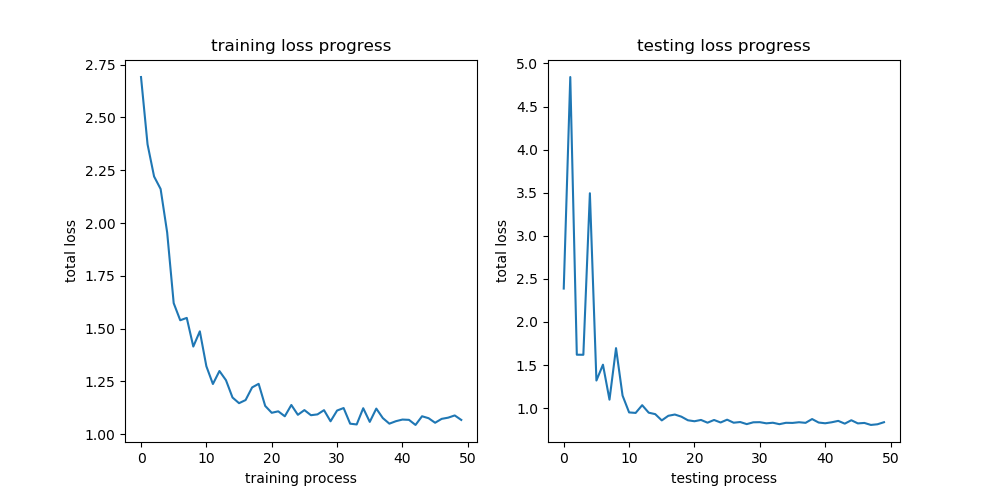 training loss progress
total loss
2.75
2.50
2.25
2.00
1.75
1.50
1.25
1.00
0 10 20 30 40 50
training process
testing loss progress
total loss
5.0
4.5
4.0
3.5
3.0
2.5
2.0
1.5
1.0
0 10 20 30 40 50
testing process